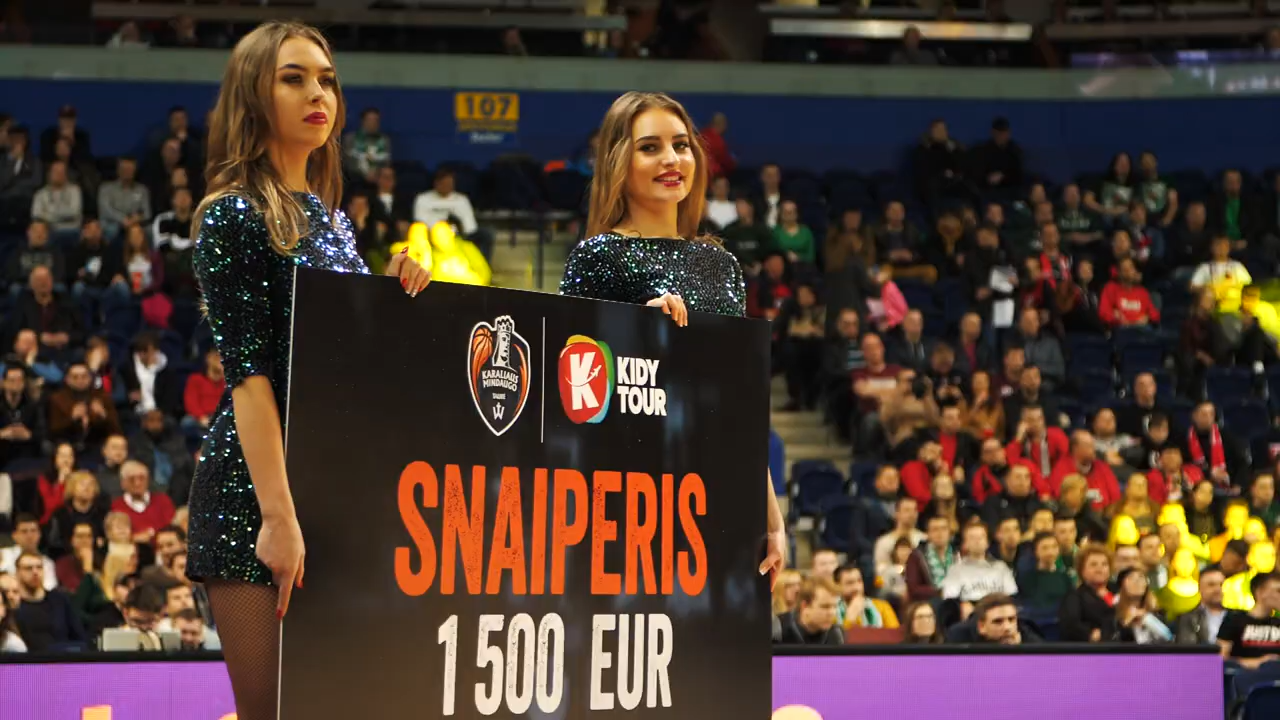 107
KARALIAUS
MINDAUGO
TAURĖ
KIDY
TOUR
K
SNAIPERIS
1 500 EUR